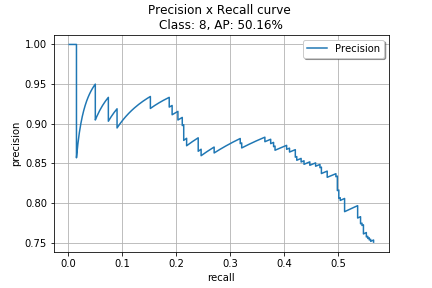 Precision x Recall curve
Class: 8, AP: 50.16%
Precision
1.00
0.95
0.90
0.85
0.80
0.75
precision
0.0 0.1 0.2 0.3 0.4 0.5
recall